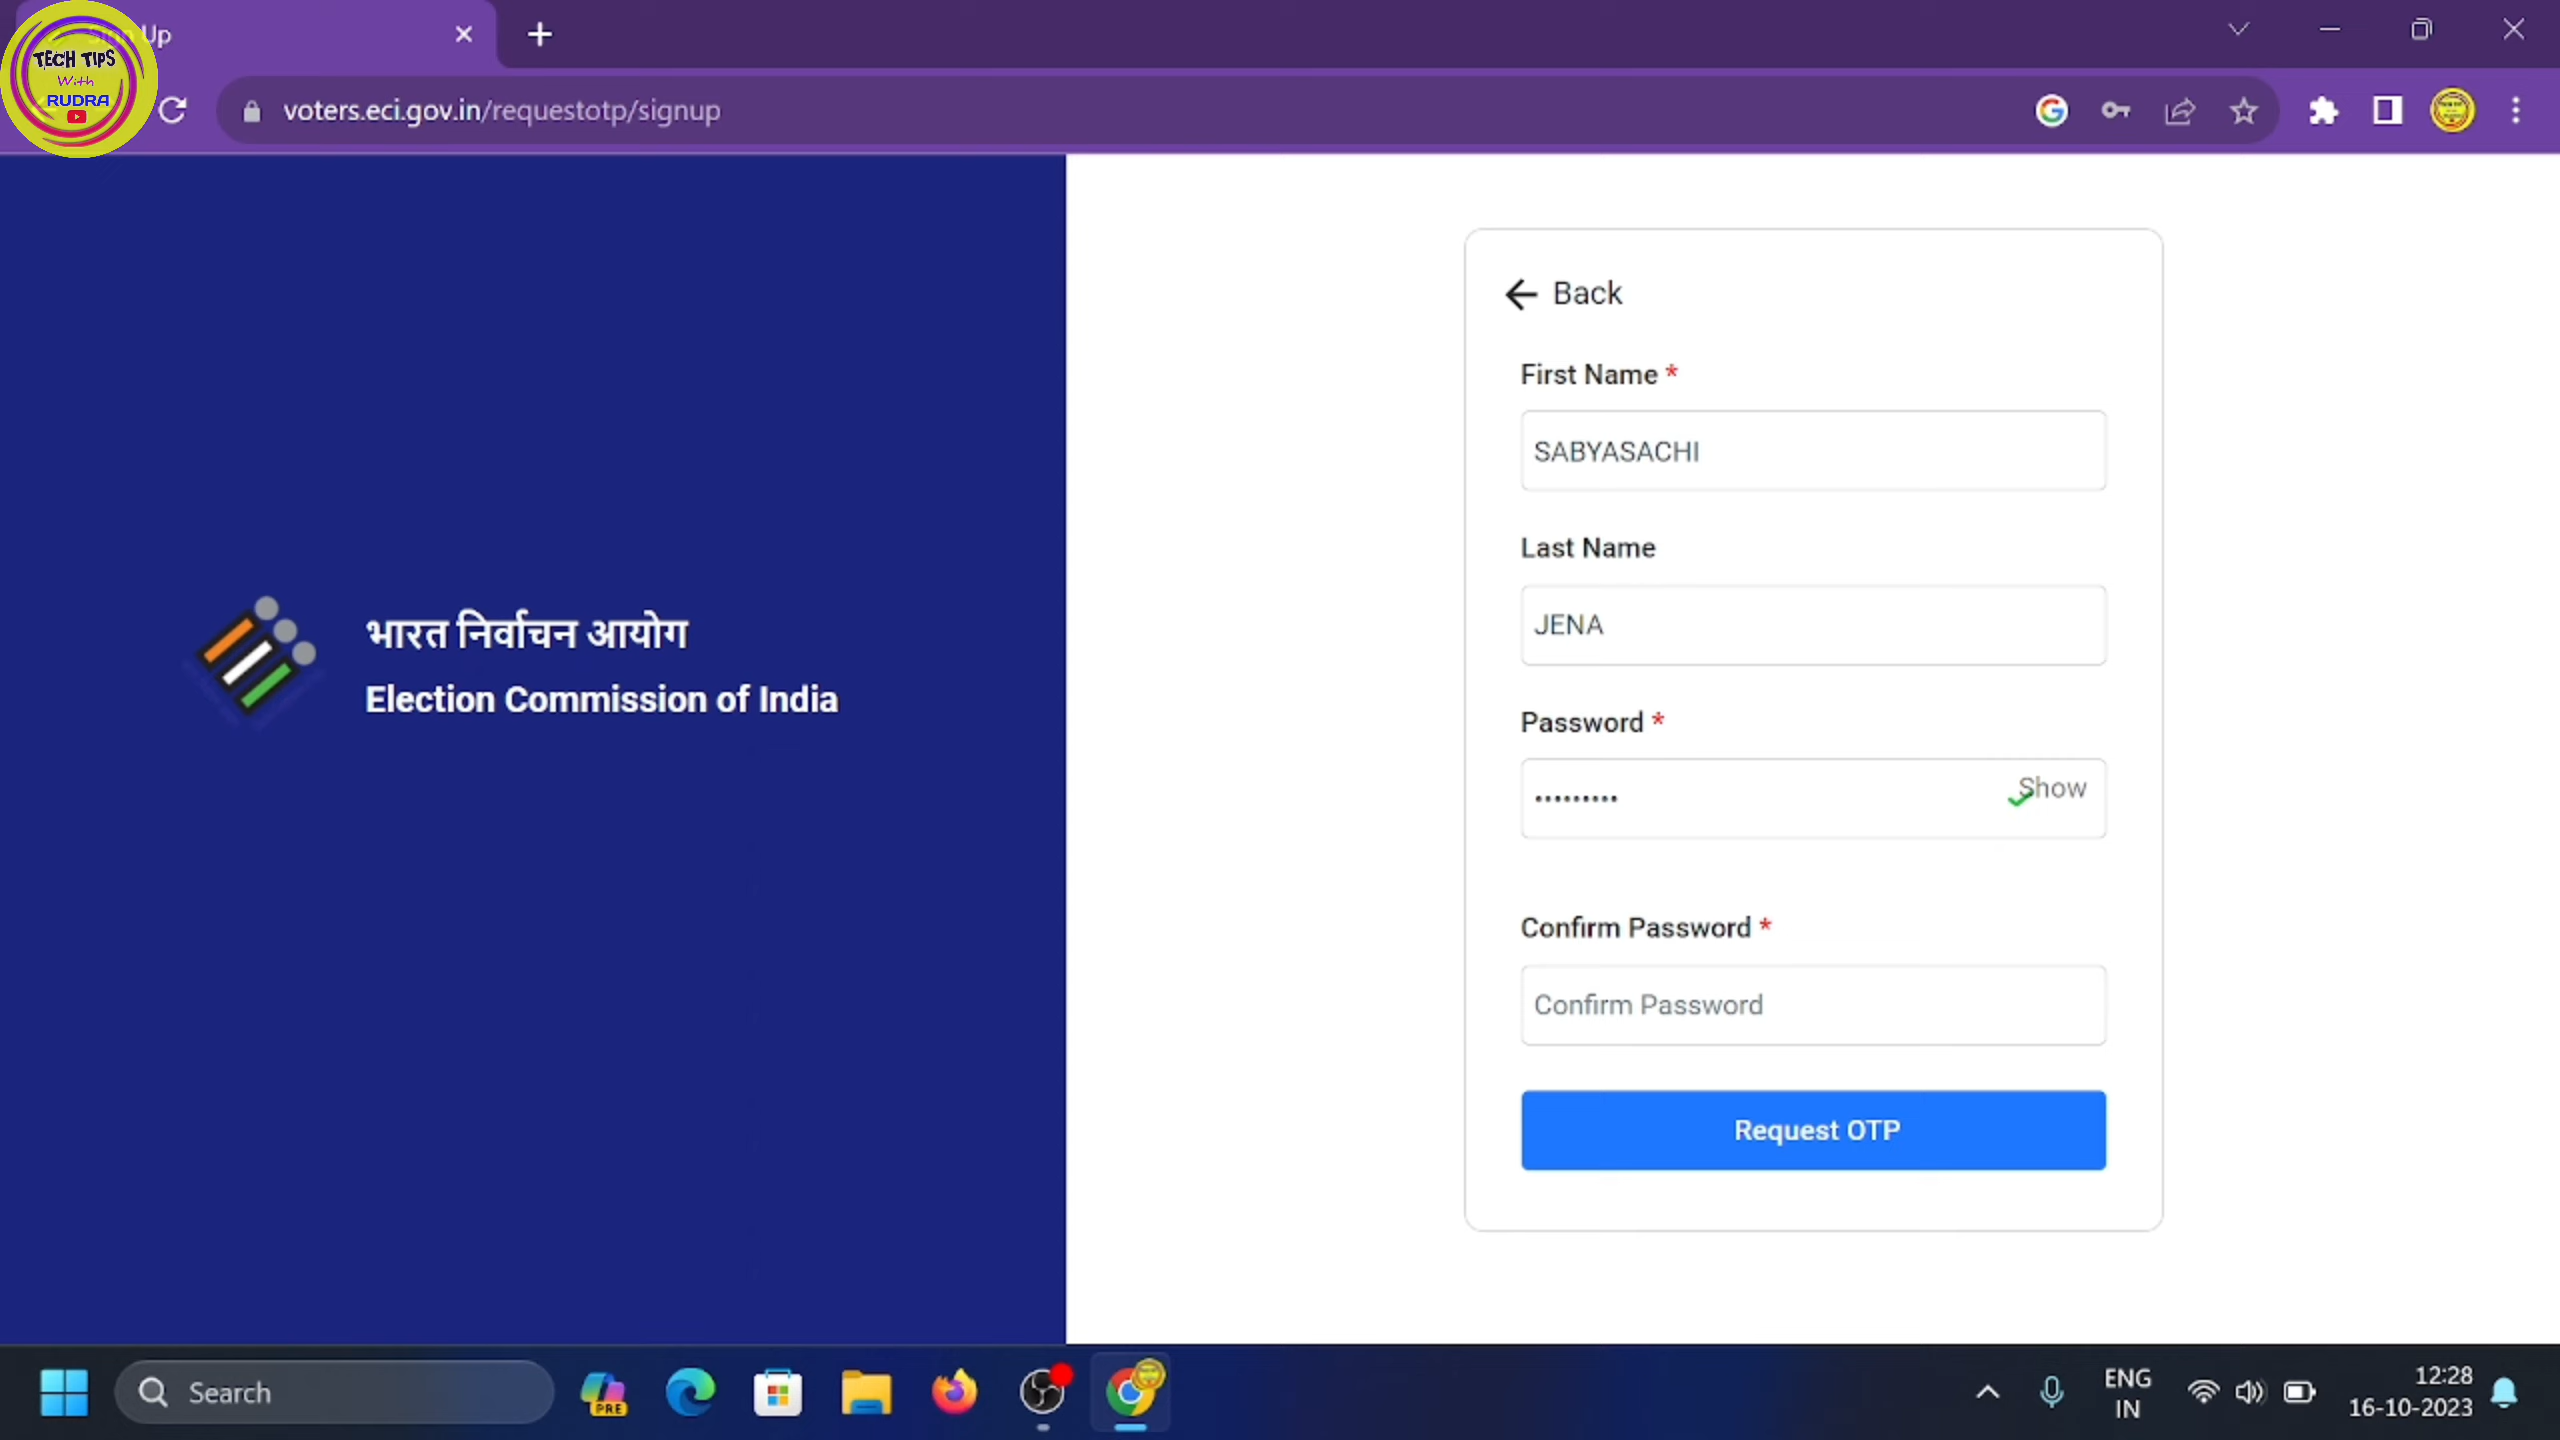 Up
TECH TIPS
With
RUDRA
voters.eci.gov.in/requestotp/signup
भारत निर्वाचन आयोग
Election Commission of India
Back
First Name *
SABYASACHI
Last Name
JENA
Password *
•••••••••
Show
Confirm Password *
Confirm Password
Request OTP
Search
PRE
ENG
IN
12:28
16-10-2023